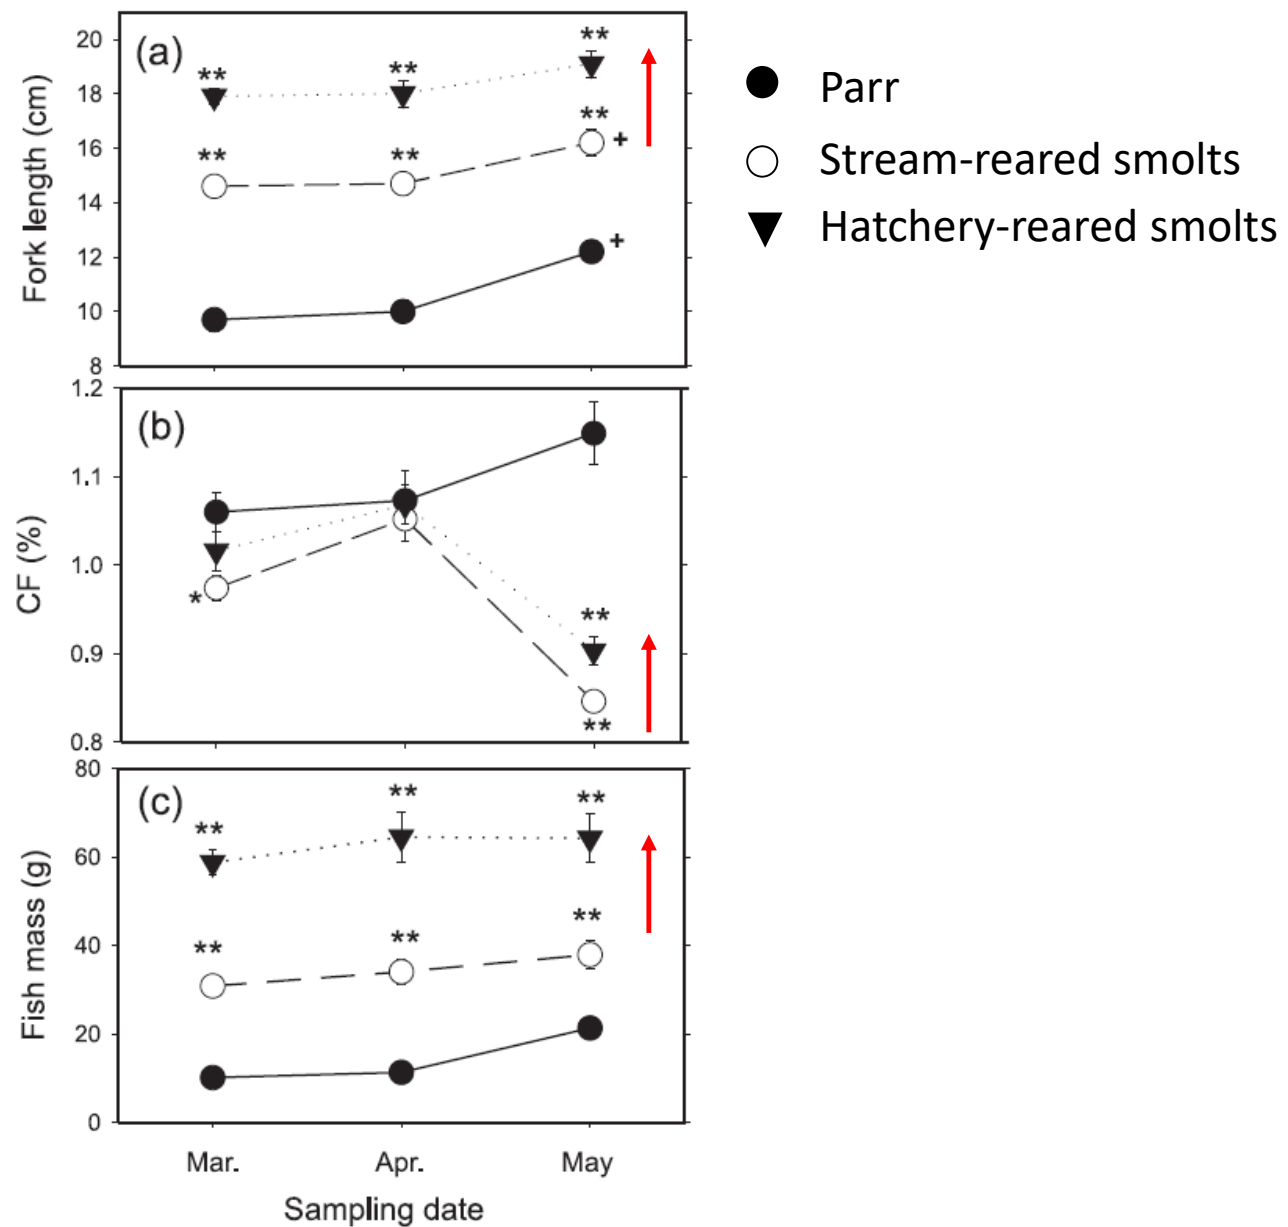 (a)
Fork length (cm)
20
18
16
14
12
10
8
** ** **
** ** **
+
+
Parr
Stream-reared smolts
Hatchery-reared smolts
(b)
CF (%)
1.2
1.1
1.0
0.9
0.8
*
**
**
(c)
Fish mass (g)
80
60
40
20
0
** ** **
** ** **
Mar. Apr. May
Sampling date